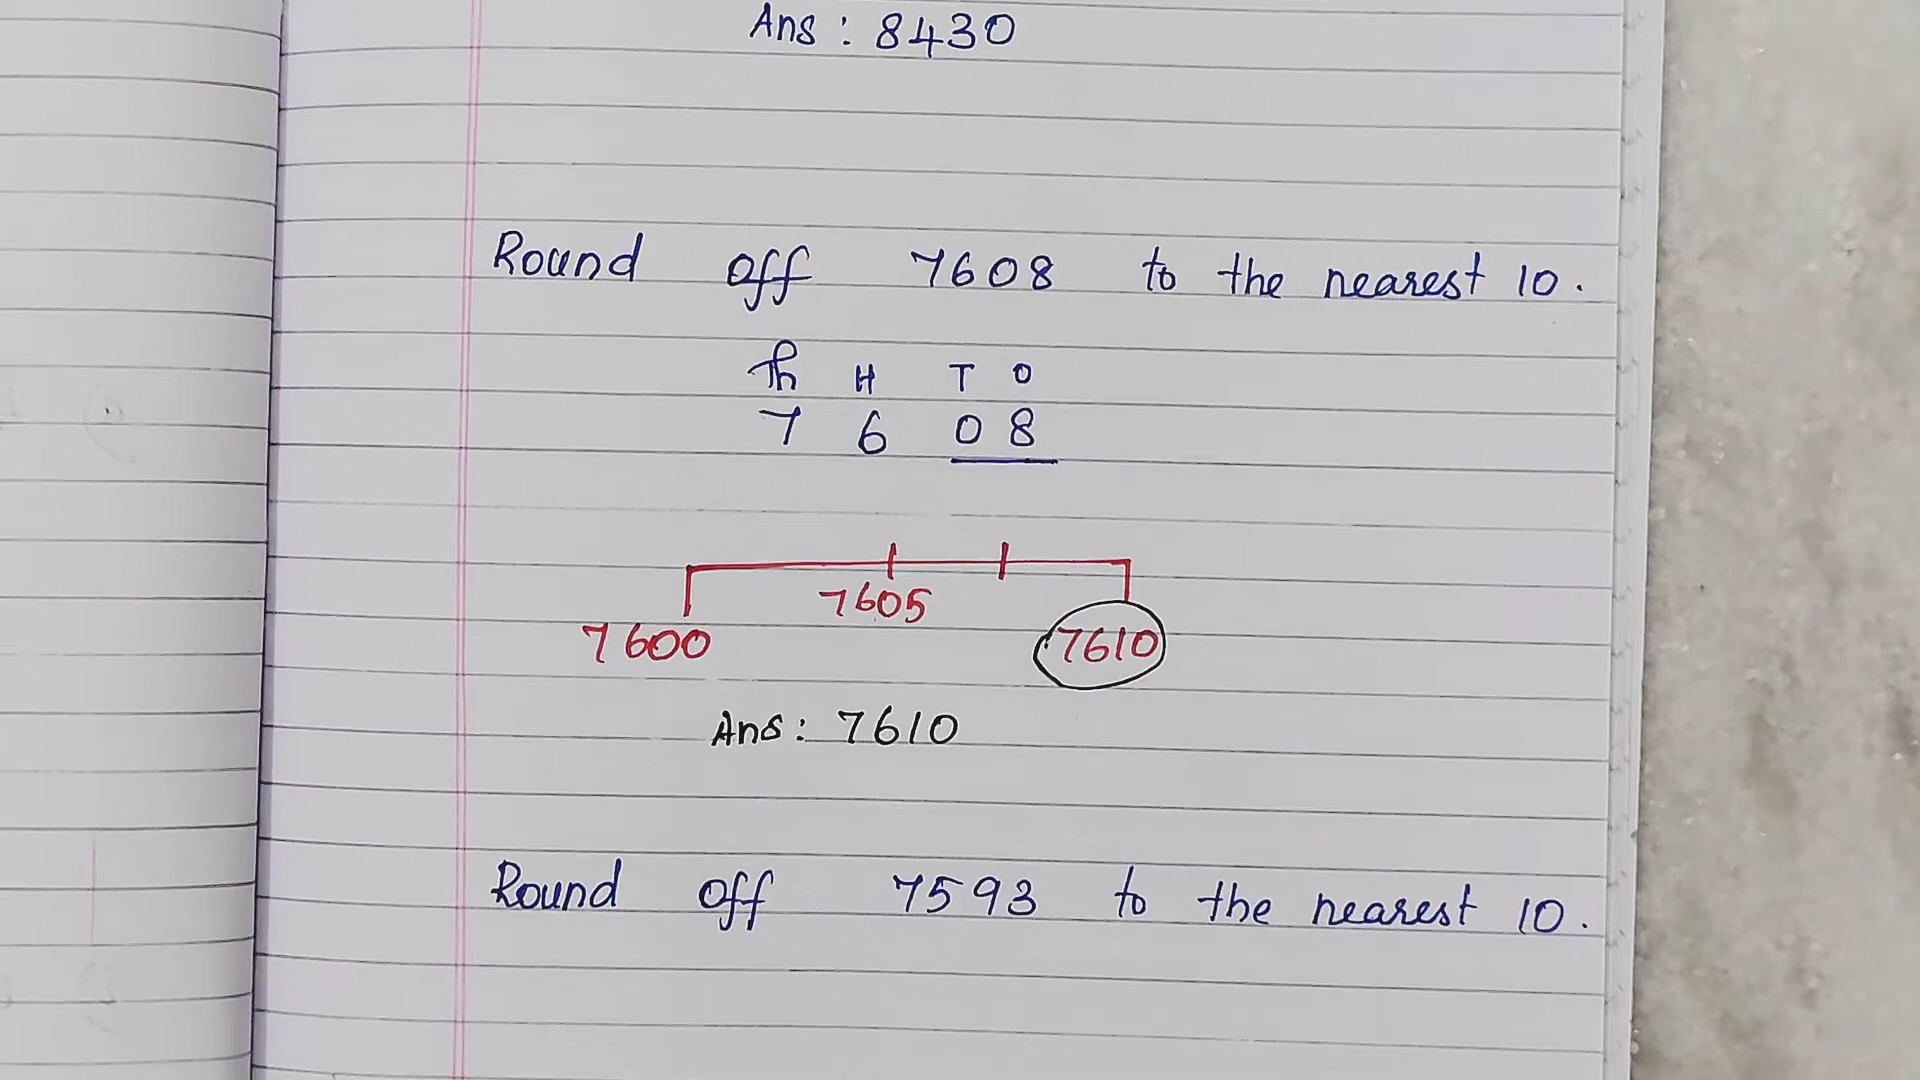 Ans : 8430
Round off 7608 to the nearest 10.
Th H T O
7 6 0 8
7605
7600 7610
Ans: 7610
Round off 7593 to the nearest 10.